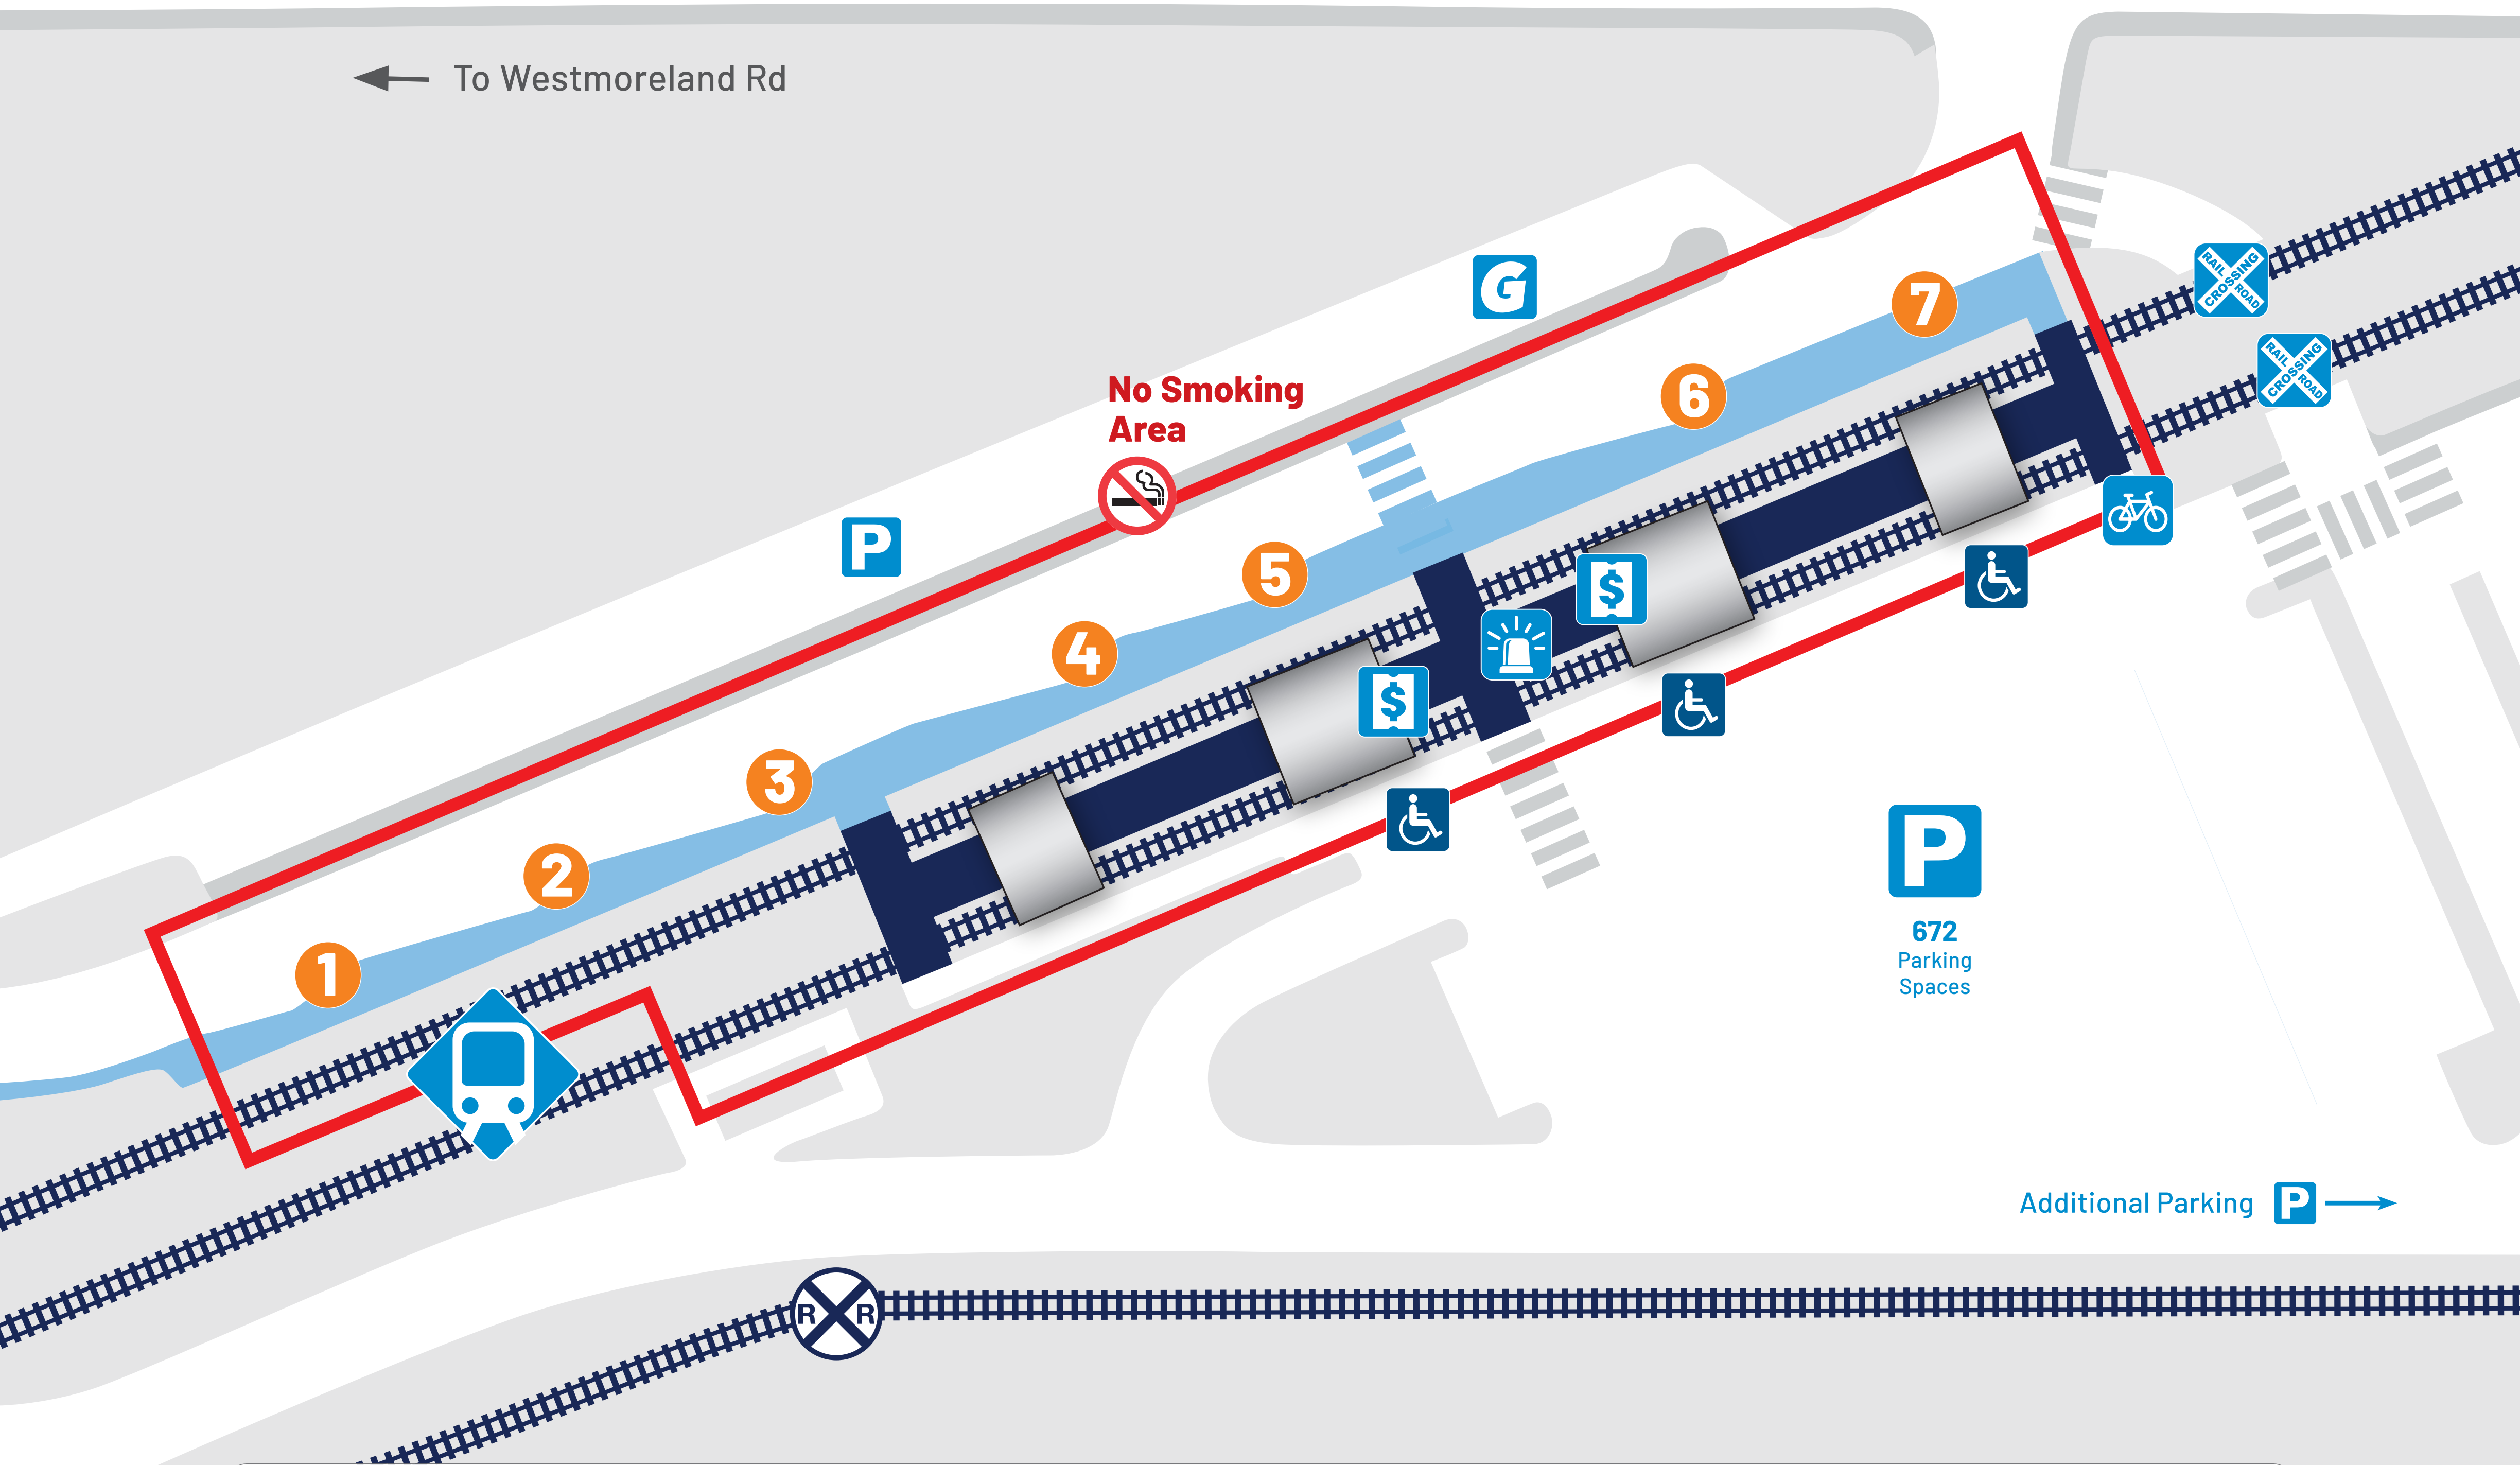 To Westmoreland Rd
G
7
RAIL
CROSSING
ROAD
No Smoking
Area
6
RAIL
CROSSING
ROAD
P
5
$
4
$
3
2
P
672
Parking
Spaces
1
Additional Parking P
R R